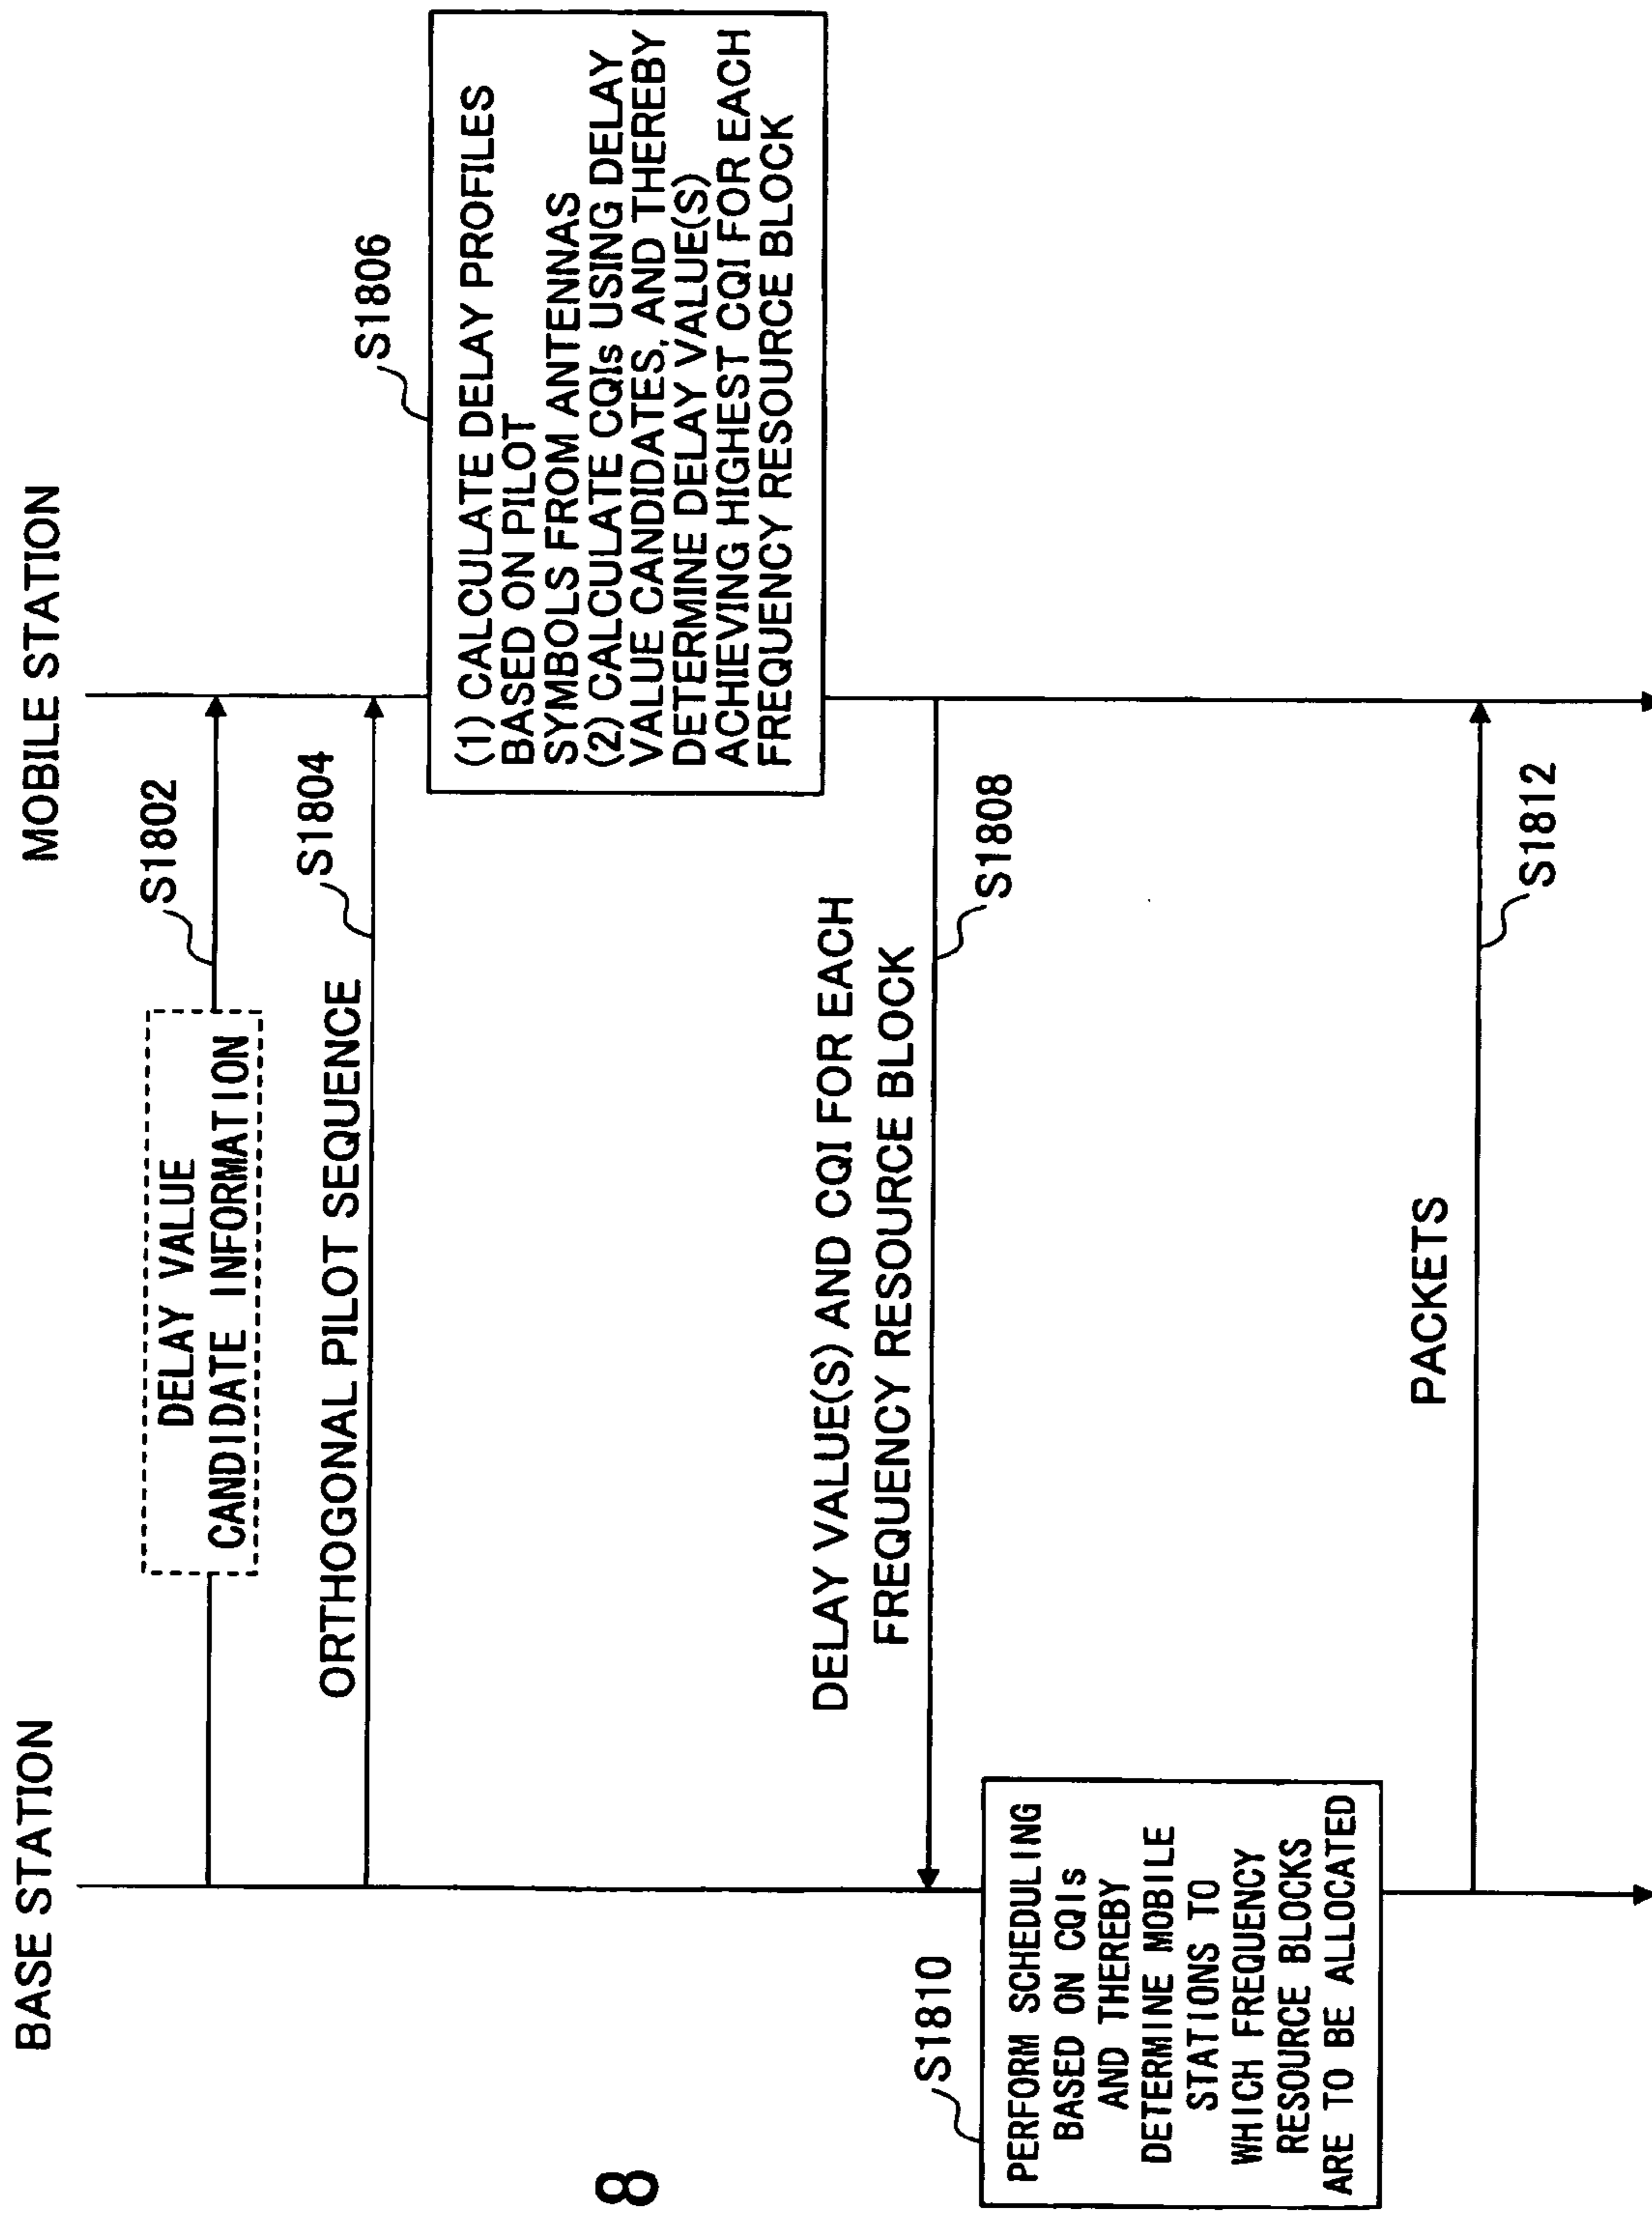 BASE STATION
MOBILE STATION
S1802
DELAY VALUE
CANDIDATE INFORMATION
S1804
ORTHOGONAL PILOT SEQUENCE
S1806
(1) CALCULATE DELAY PROFILES
BASED ON PILOT
SYMBOLS FROM ANTENNAS
(2) CALCULATE CQIs USING DELAY
VALUE CANDIDATES, AND THEREBY
DETERMINE DELAY VALUE(S)
ACHIEVING HIGHEST CQI FOR EACH
FREQUENCY RESOURCE BLOCK
DELAY VALUE(S) AND CQI FOR EACH
FREQUENCY RESOURCE BLOCK
S1808
S1810
PERFORM SCHEDULING
BASED ON CQIs
AND THEREBY
DETERMINE MOBILE
STATIONS TO
WHICH FREQUENCY
RESOURCE BLOCKS
ARE TO BE ALLOCATED
PACKETS
S1812
8